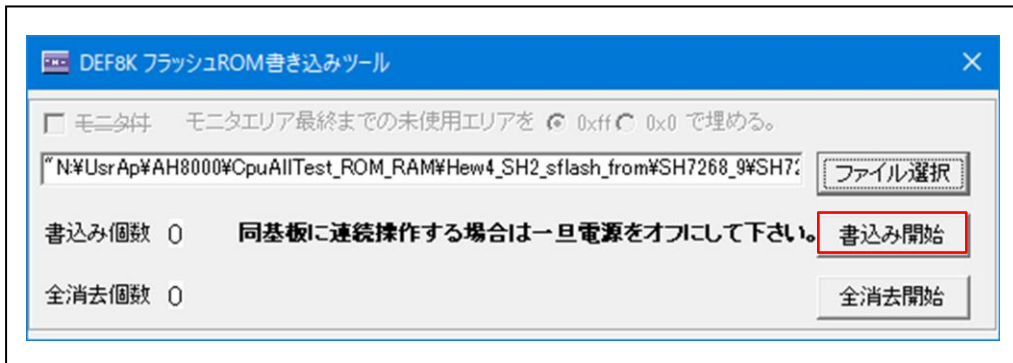 DEF8K フラッシュROM書き込みツール
モニタ付 モニタエリア最終までの未使用エリアを 0xff 0x0 で埋める。
"N:¥UsrAp¥AH8000¥CpuAllTest_ROM_RAM¥Hew4_SH2_sflash_from¥SH7268_9¥SH72 ファイル選択
書込み個数 0 同基板に連続操作する場合は一旦電源をオフにして下さい。 書込み開始
全消去個数 0 全消去開始